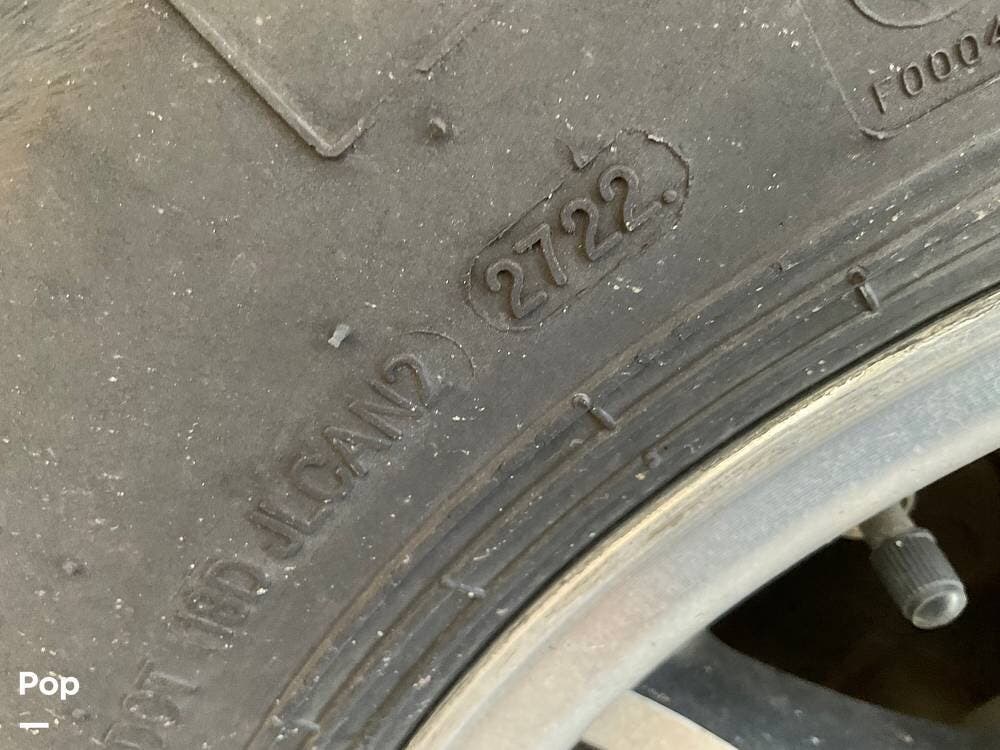 F0004
2722.
DOT 1BD JLCAN2
Pop